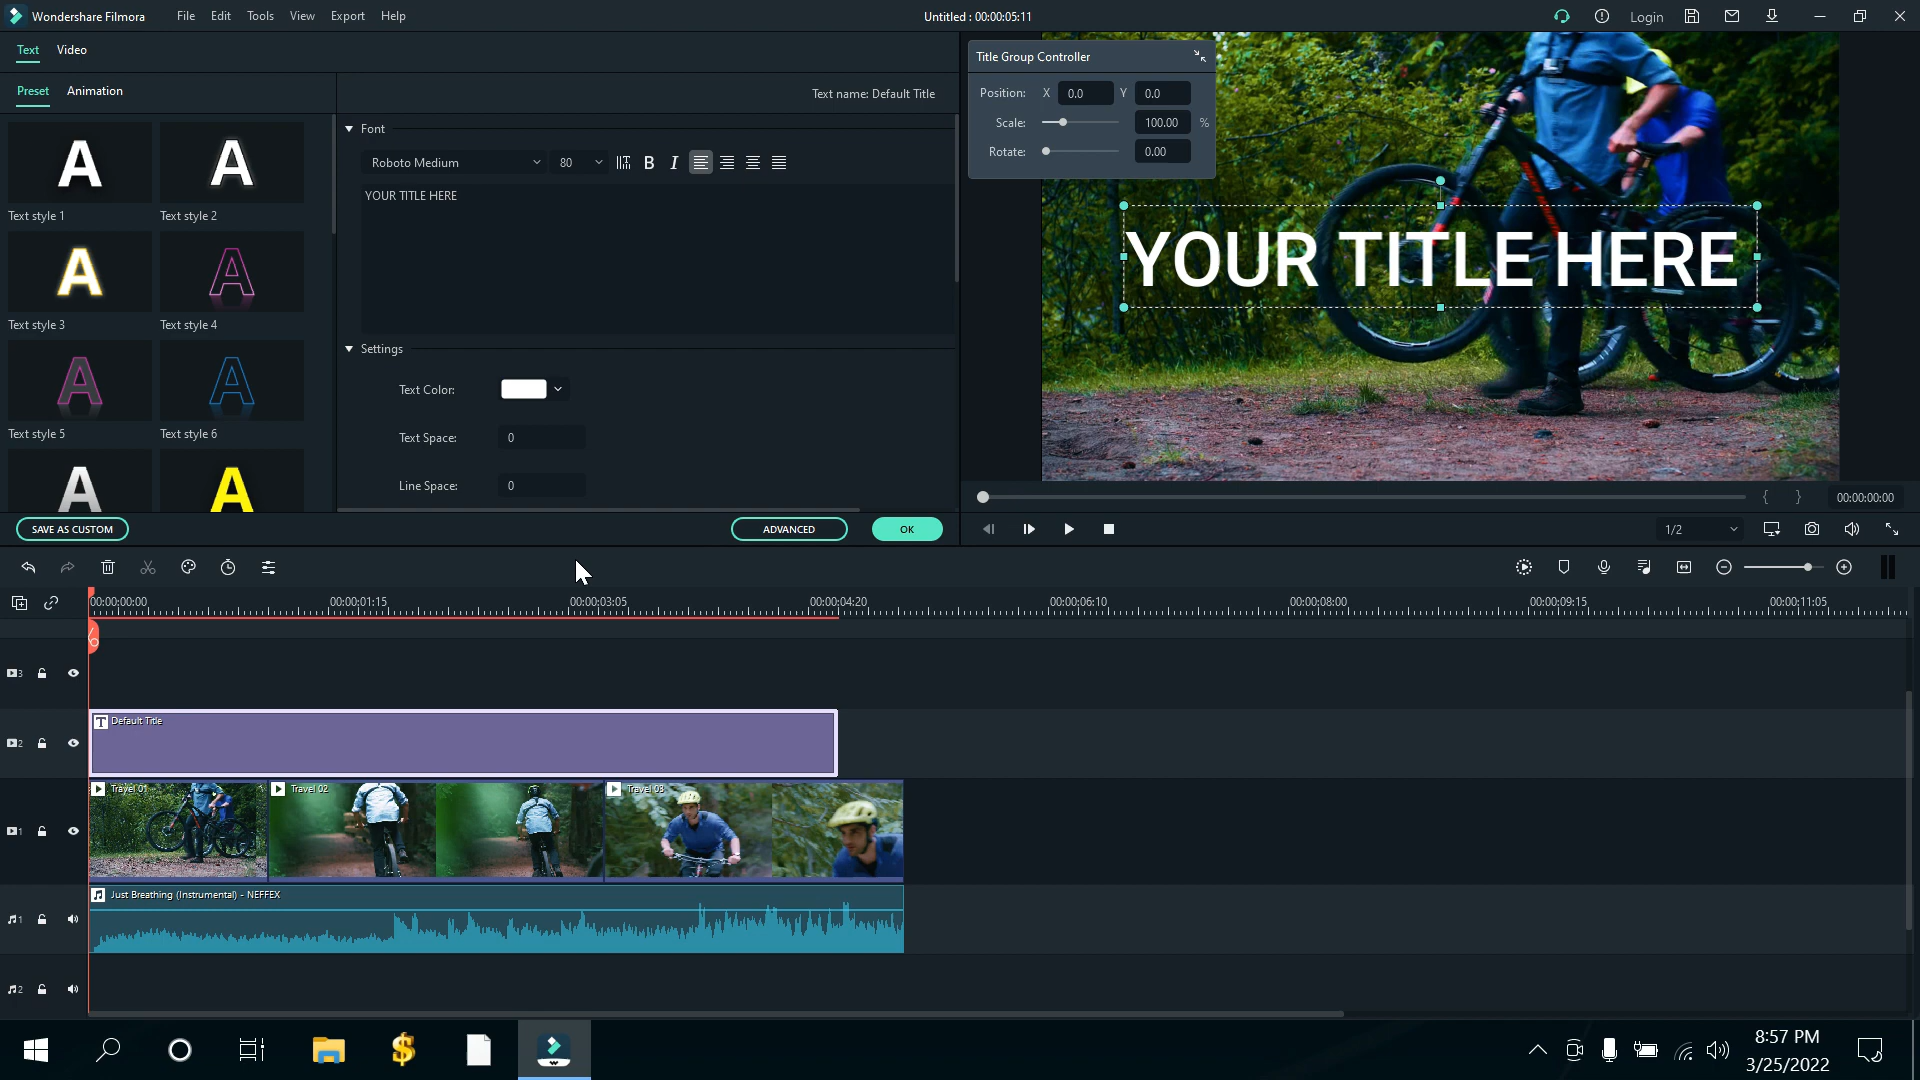 Wondershare Filmora File Edit Tools View Export Help Untitled : 00:00:05:11 Login
Text Video
Preset Animation
Text name: Default Title
Text style 1
Text style 2
Text style 3
Text style 4
Text style 5
Text style 6
A
A
A
A
A
A
A
A
SAVE AS CUSTOM
Font
Roboto Medium 80 B I
YOUR TITLE HERE
Settings
Text Color:
Text Space: 0
Line Space: 0
ADVANCED OK
Title Group Controller
Position: X 0.0 Y 0.0
Scale: 100.00 %
Rotate: 0.00
YOUR TITLE HERE
{ } 00:00:00:00
1/2
00:00:00:00 00:00:01:15 00:00:03:05 00:00:04:20 00:00:06:10 00:00:08:00 00:00:09:15 00:00:11:05
3
2 T Default Title
1 Travel 01 Travel 02 Travel 03
1 Just Breathing (Instrumental) - NEFFEX
2
8:57 PM
3/25/2022